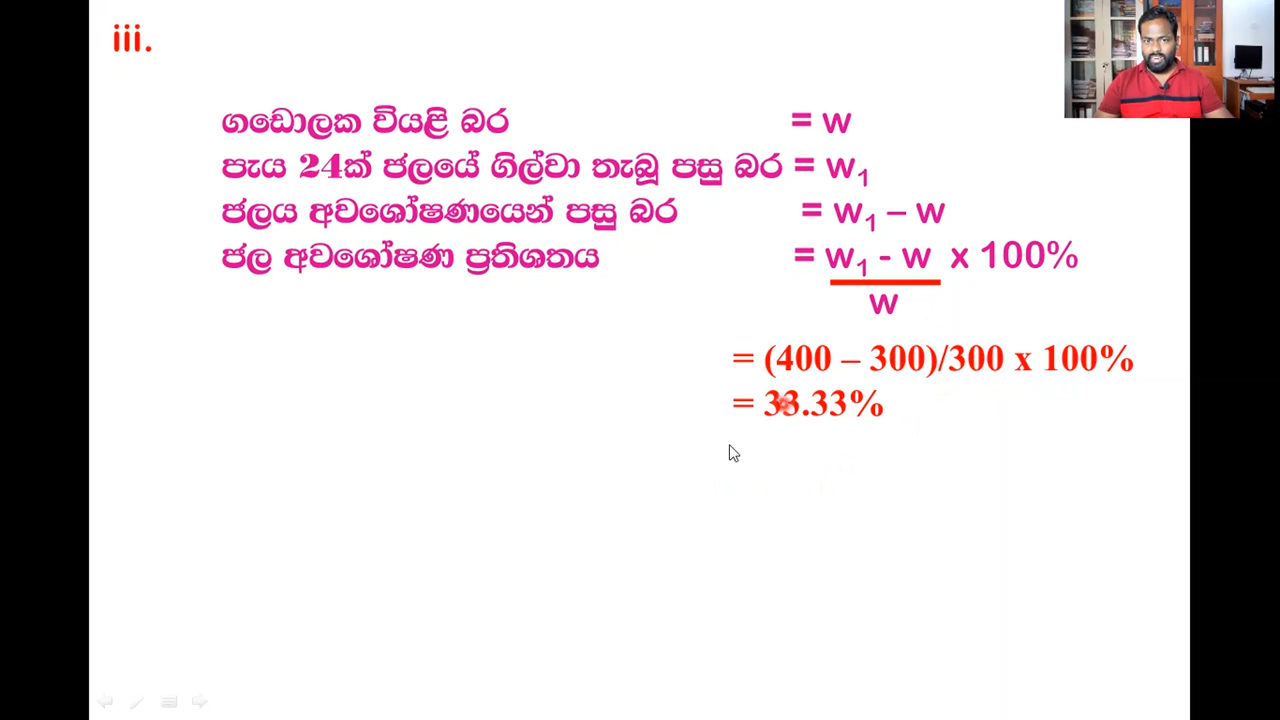 iii.
ගඩොලක වියළි බර = w
පැය 24ක් ජලයේ ගිල්වා තැබූ පසු බර = w₁
ජලය අවශෝෂණයෙන් පසු බර = w₁ – w
ජල අවශෝෂණ ප්‍රතිශතය = w₁ - w x 100%
w
= (400 – 300)/300 x 100%
= 33.33%